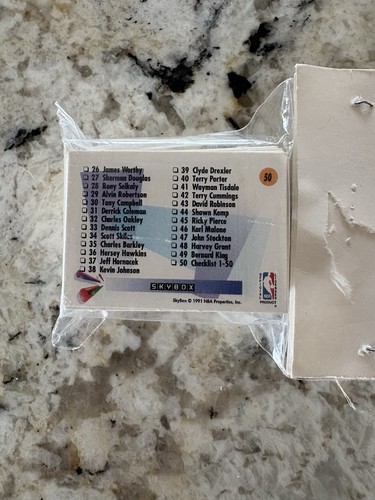 26 James Worthy
27 Sherman Douglas
28 Rony Seikaly
29 Alvin Robertson
30 Tony Campbell
31 Derrick Coleman
32 Charles Oakley
33 Dennis Scott
34 Scott Skiles
35 Charles Barkley
36 Hersey Hawkins
37 Jeff Hornacek
38 Kevin Johnson
39 Clyde Drexler
40 Terry Porter
41 Wayman Tisdale
42 Terry Cummings
43 David Robinson
44 Shawn Kemp
45 Ricky Pierce
46 Karl Malone
47 John Stockton
48 Harvey Grant
49 Bernard King
50 Checklist 1-50
50
SKYBOX
SkyBox © 1991 NBA Properties, Inc.